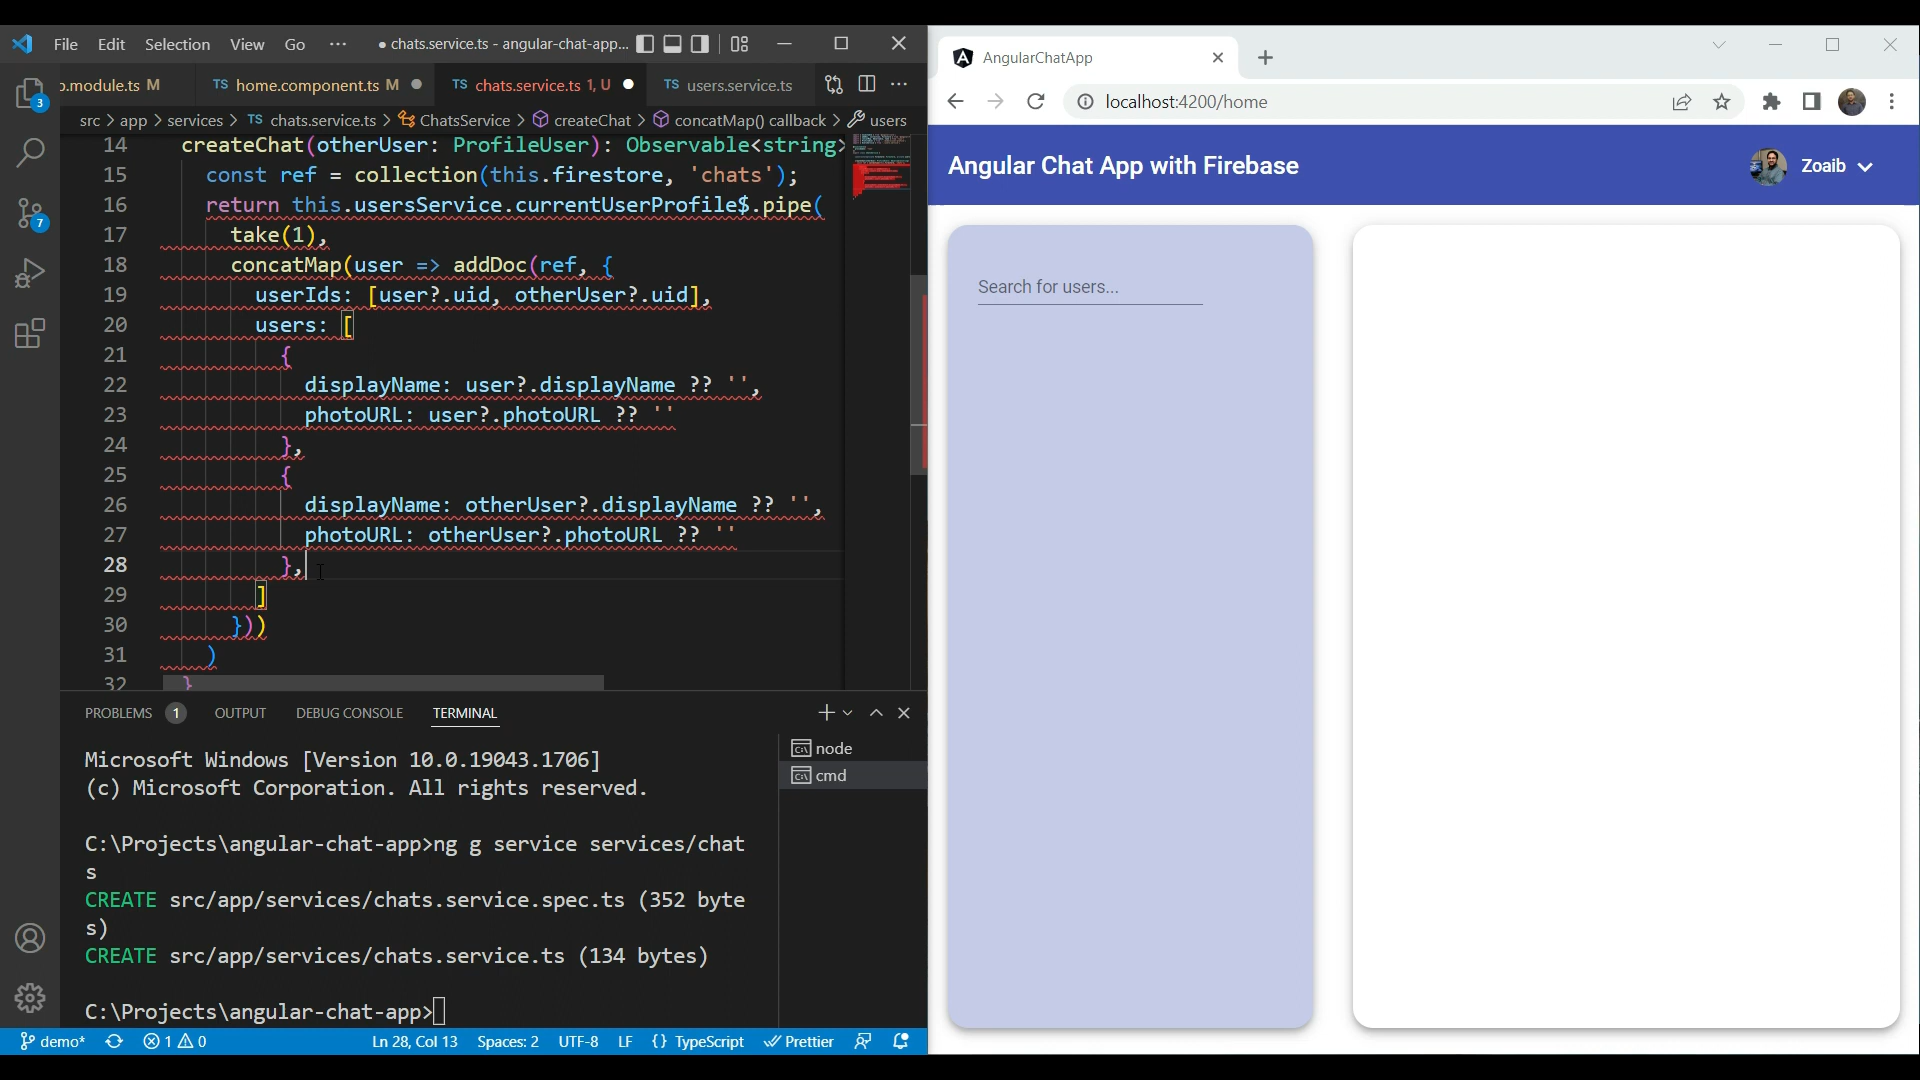 File Edit Selection View Go ··· ● chats.service.ts - angular-chat-app...
p.module.ts M TS home.component.ts M ● TS chats.service.ts 1, U ● TS users.service.ts ···
src > app > services > TS chats.service.ts > ChatsService > createChat > concatMap() callback > users
14 createChat(otherUser: ProfileUser): Observable<string>
15 const ref = collection(this.firestore, 'chats');
16 return this.usersService.currentUserProfile$.pipe(
17 take(1),
18 concatMap(user => addDoc(ref, {
19 userIds: [user?.uid, otherUser?.uid],
20 users: [
21 {
22 displayName: user?.displayName ?? '',
23 photoURL: user?.photoURL ?? ''
24 },
25 {
26 displayName: otherUser?.displayName ?? '',
27 photoURL: otherUser?.photoURL ?? ''
28 },
29 ]
30 }))
31 )
32 }
3
7
PROBLEMS 1 OUTPUT DEBUG CONSOLE TERMINAL
Microsoft Windows [Version 10.0.19043.1706]
(c) Microsoft Corporation. All rights reserved.
C:\Projects\angular-chat-app>ng g service services/chat
s
CREATE src/app/services/chats.service.spec.ts (352 byte
s)
CREATE src/app/services/chats.service.ts (134 bytes)
C:\Projects\angular-chat-app>
node
cmd
demo* 1 0 Ln 28, Col 13 Spaces: 2 UTF-8 LF {} TypeScript Prettier
AngularChatApp
localhost:4200/home
Angular Chat App with Firebase
Zoaib
Search for users...